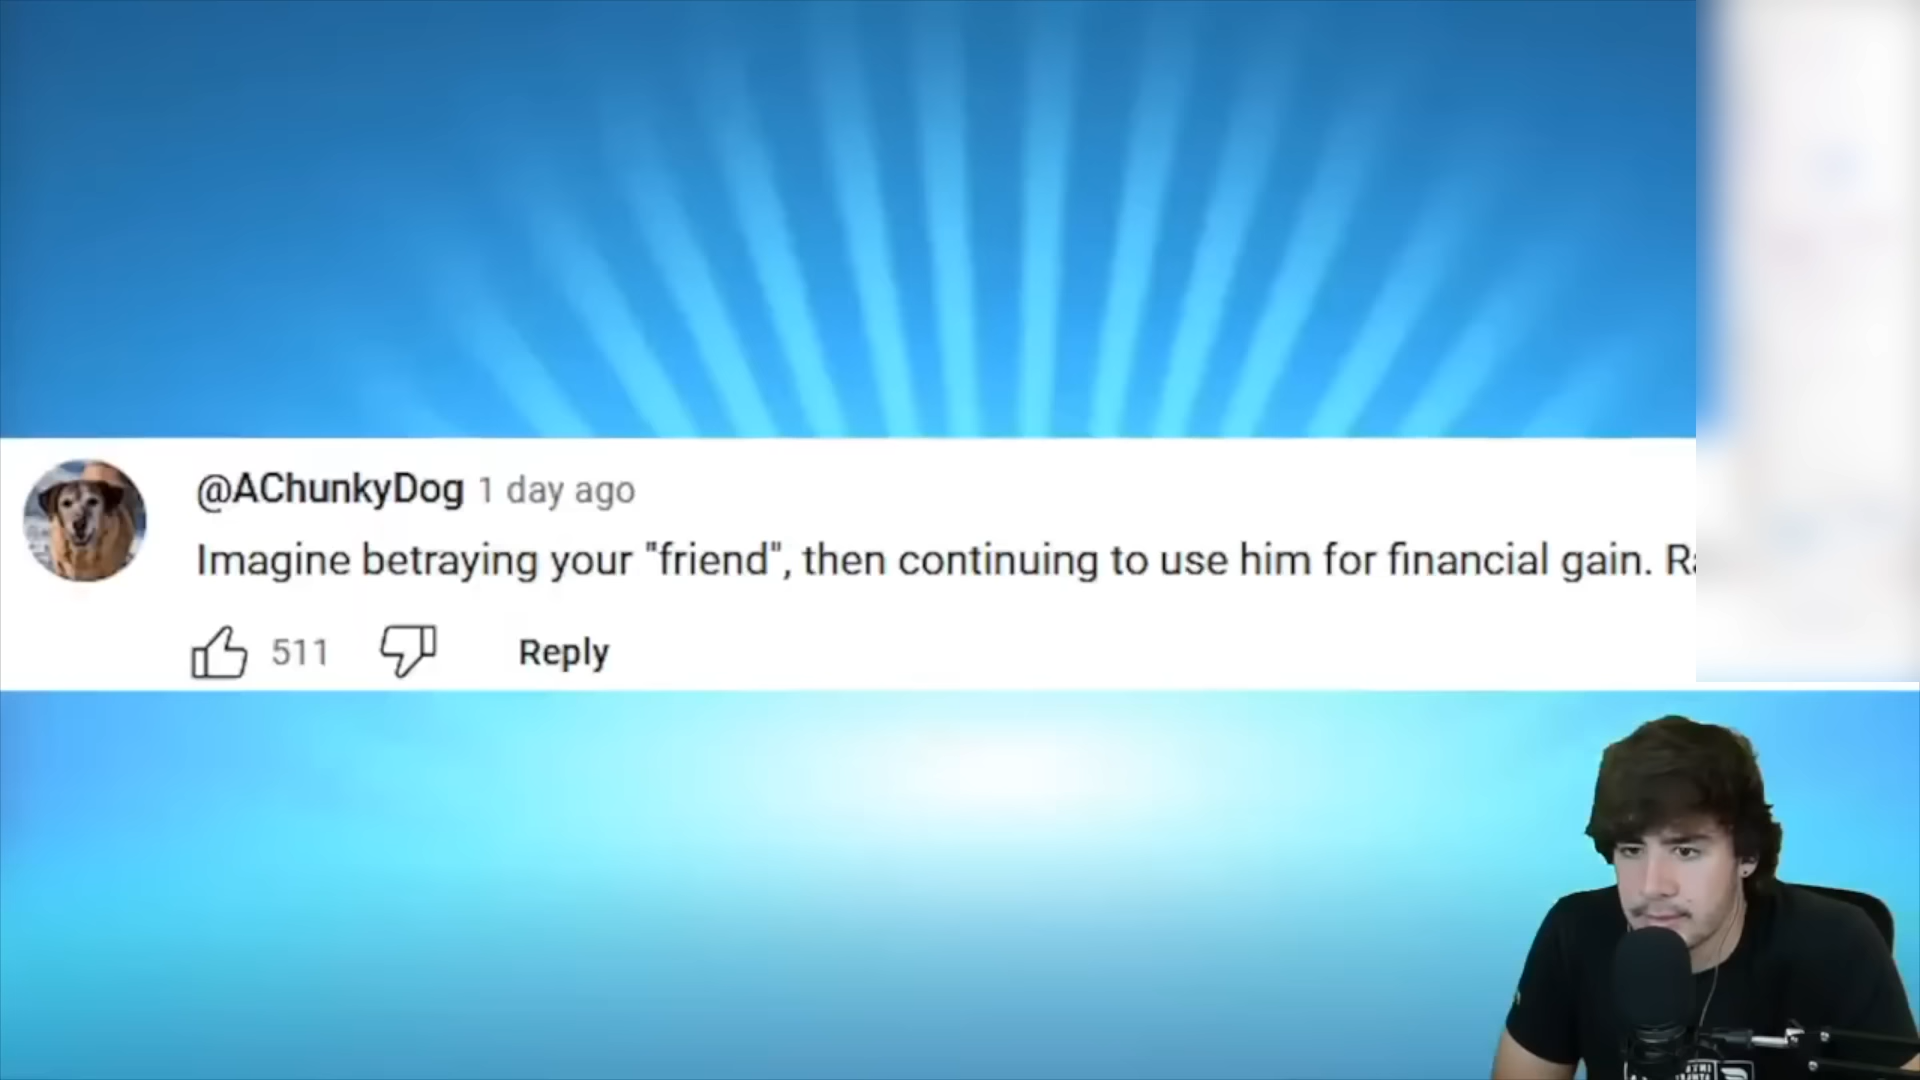 @AChunkyDog 1 day ago
Imagine betraying your "friend", then continuing to use him for financial gain.
511 Reply